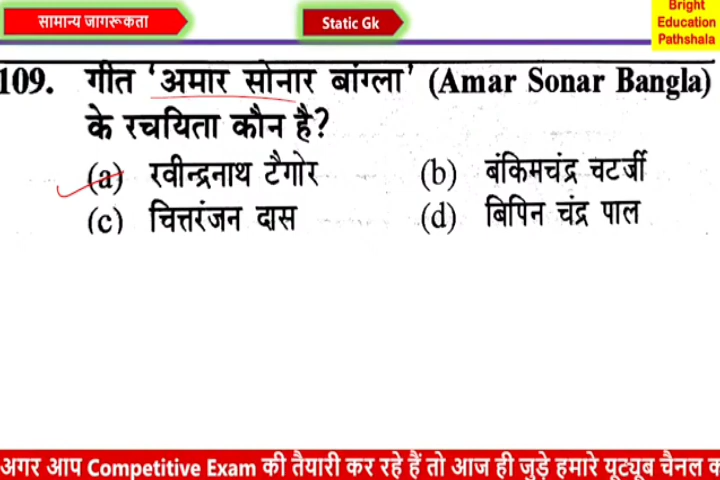 सामान्य जागरूकता
Static Gk
Bright
Education
Pathshala
109. गीत ‘अमार सोनार बांग्ला’ (Amar Sonar Bangla)
के रचयिता कौन है?
(a) रवीन्द्रनाथ टैगोर (b) बंकिमचंद्र चटर्जी
(c) चित्तरंजन दास (d) बिपिन चंद्र पाल
अगर आप Competitive Exam की तैयारी कर रहे हैं तो आज ही जुड़े हमारे यूट्यूब चैनल